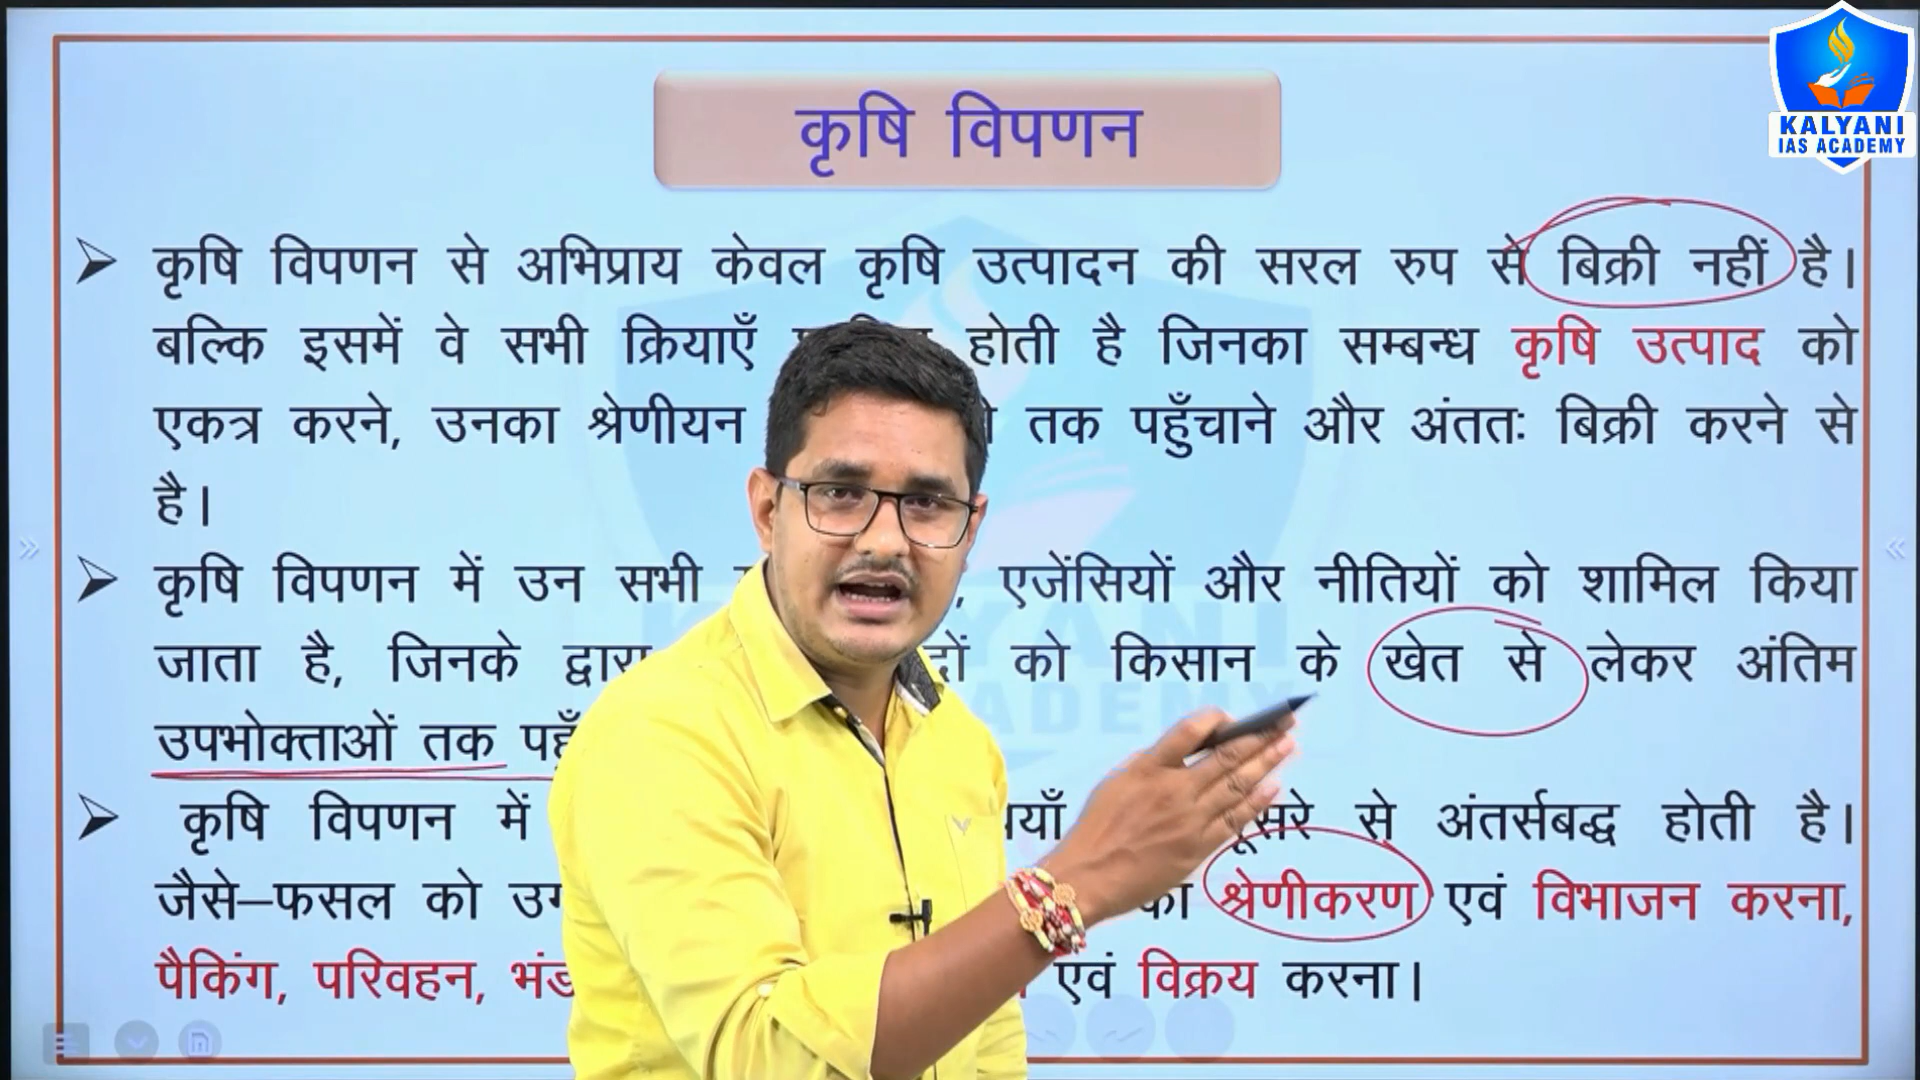 KALYANI
IAS ACADEMY
कृषि विपणन
कृषि विपणन से अभिप्राय केवल कृषि उत्पादन की सरल रुप से बिक्री नहीं है।
बल्कि इसमें वे सभी क्रियाएँ होती है जिनका सम्बन्ध कृषि उत्पाद को
एकत्र करने, उनका श्रेणीयन तक पहुँचाने और अंततः बिक्री करने से
है।
कृषि विपणन में उन सभी एजेंसियों और नीतियों को शामिल किया
जाता है, जिनके द्वारा को किसान के खेत से लेकर अंतिम
उपभोक्ताओं तक
कृषि विपणन में से अंतर्सबद्ध होती है।
जैसे–फसल को श्रेणीकरण एवं विभाजन करना,
पैकिंग, परिवहन, एवं विक्रय करना।